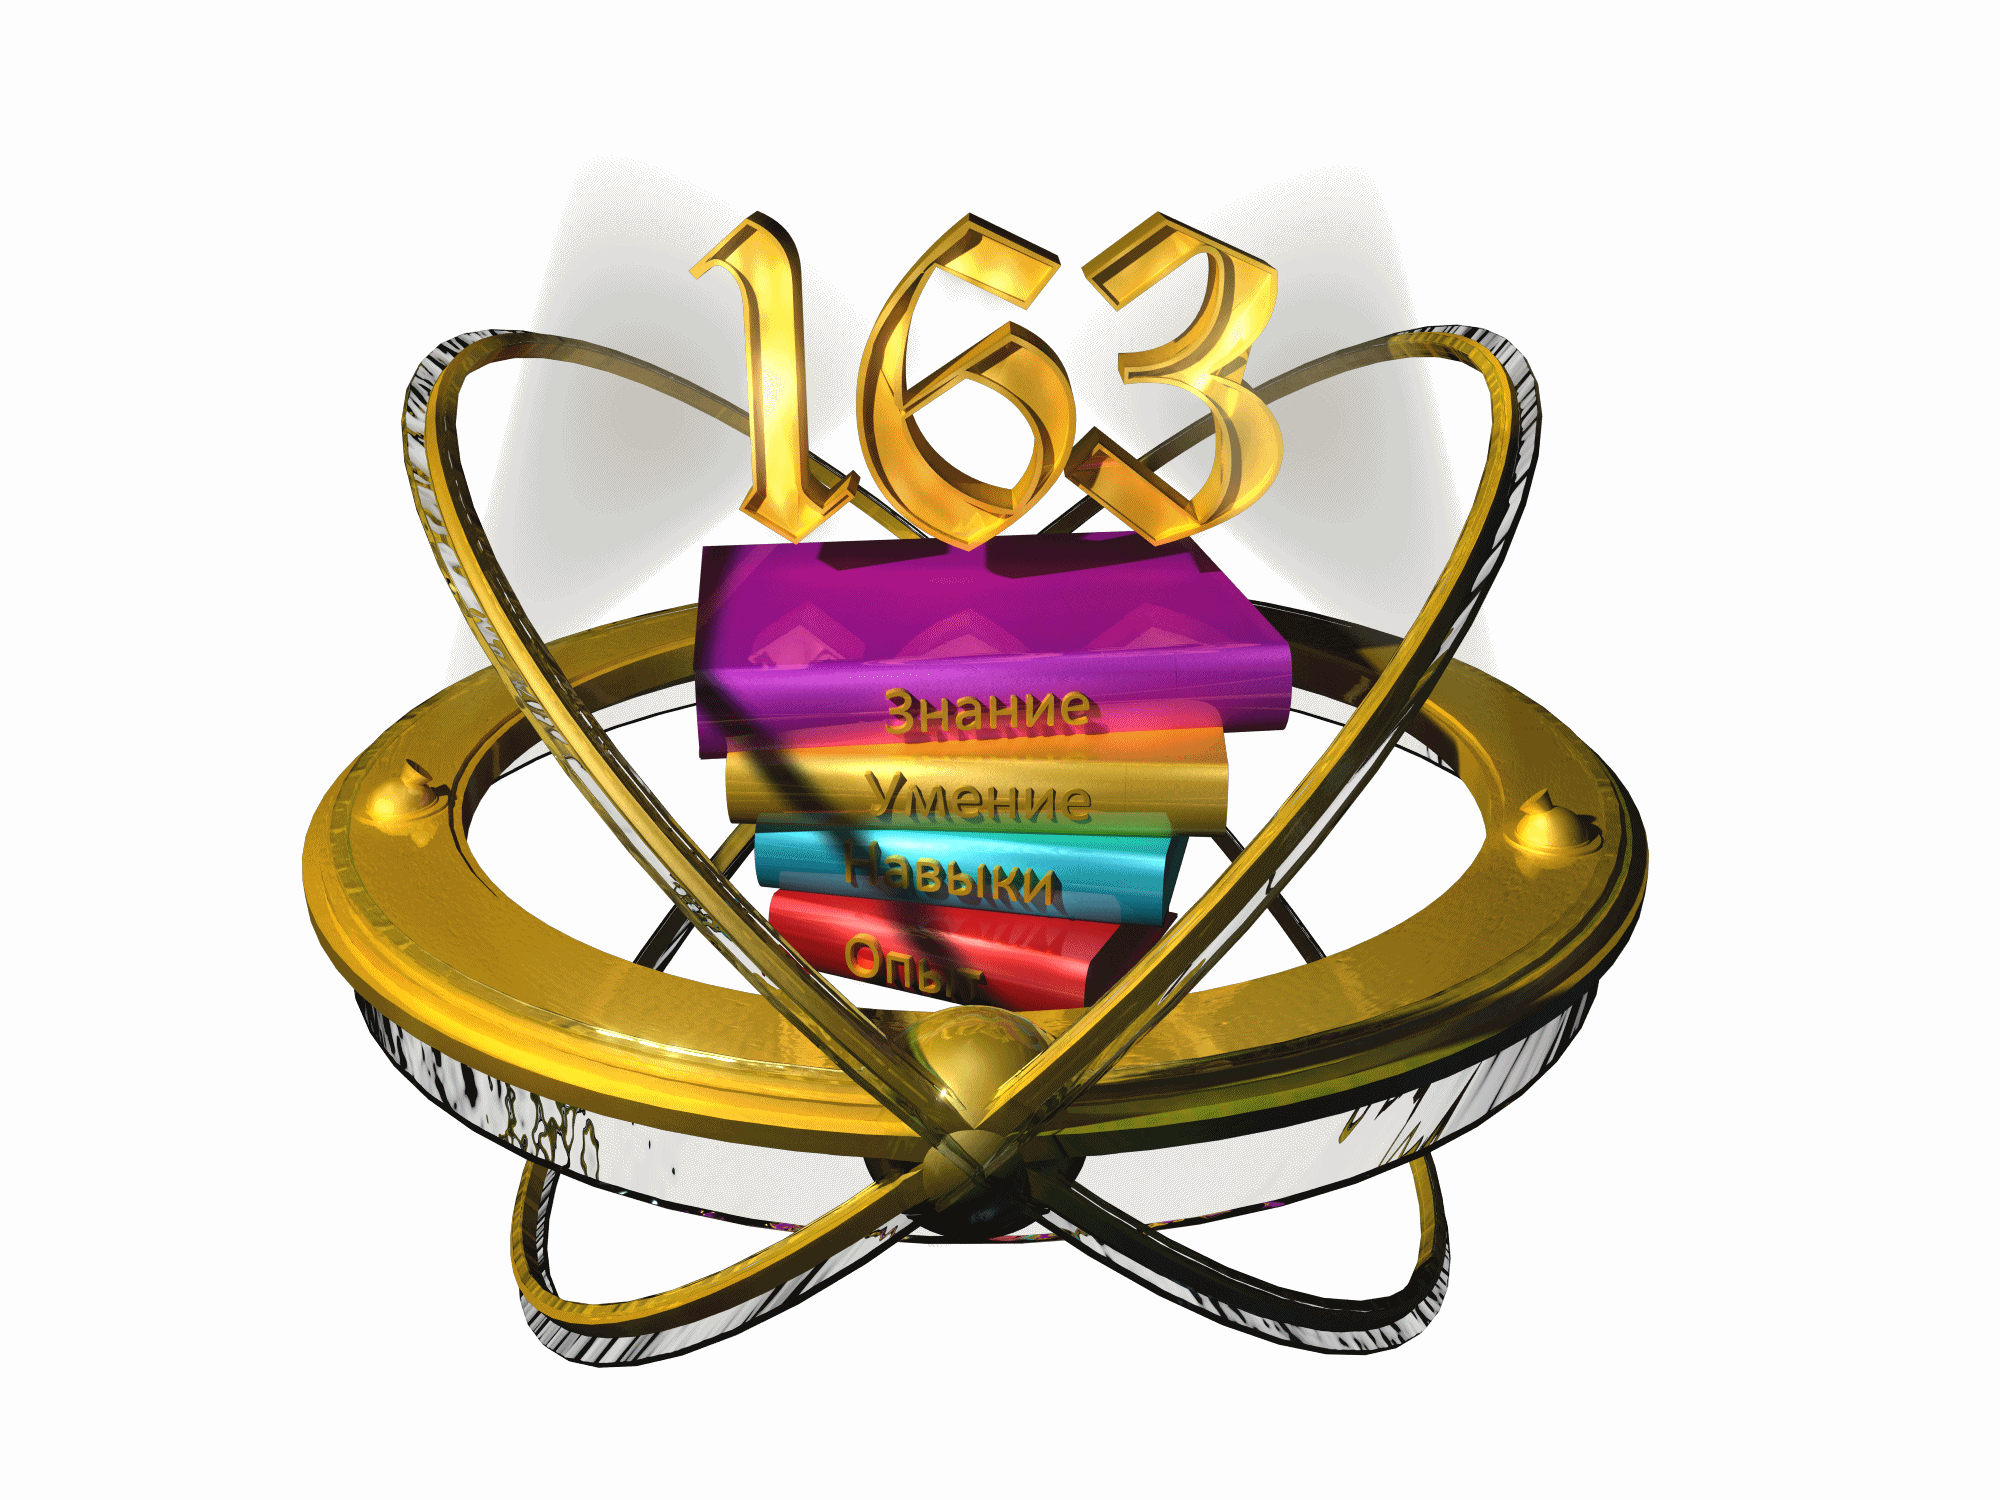 163
Знание
Умение
Навыки
Опыт